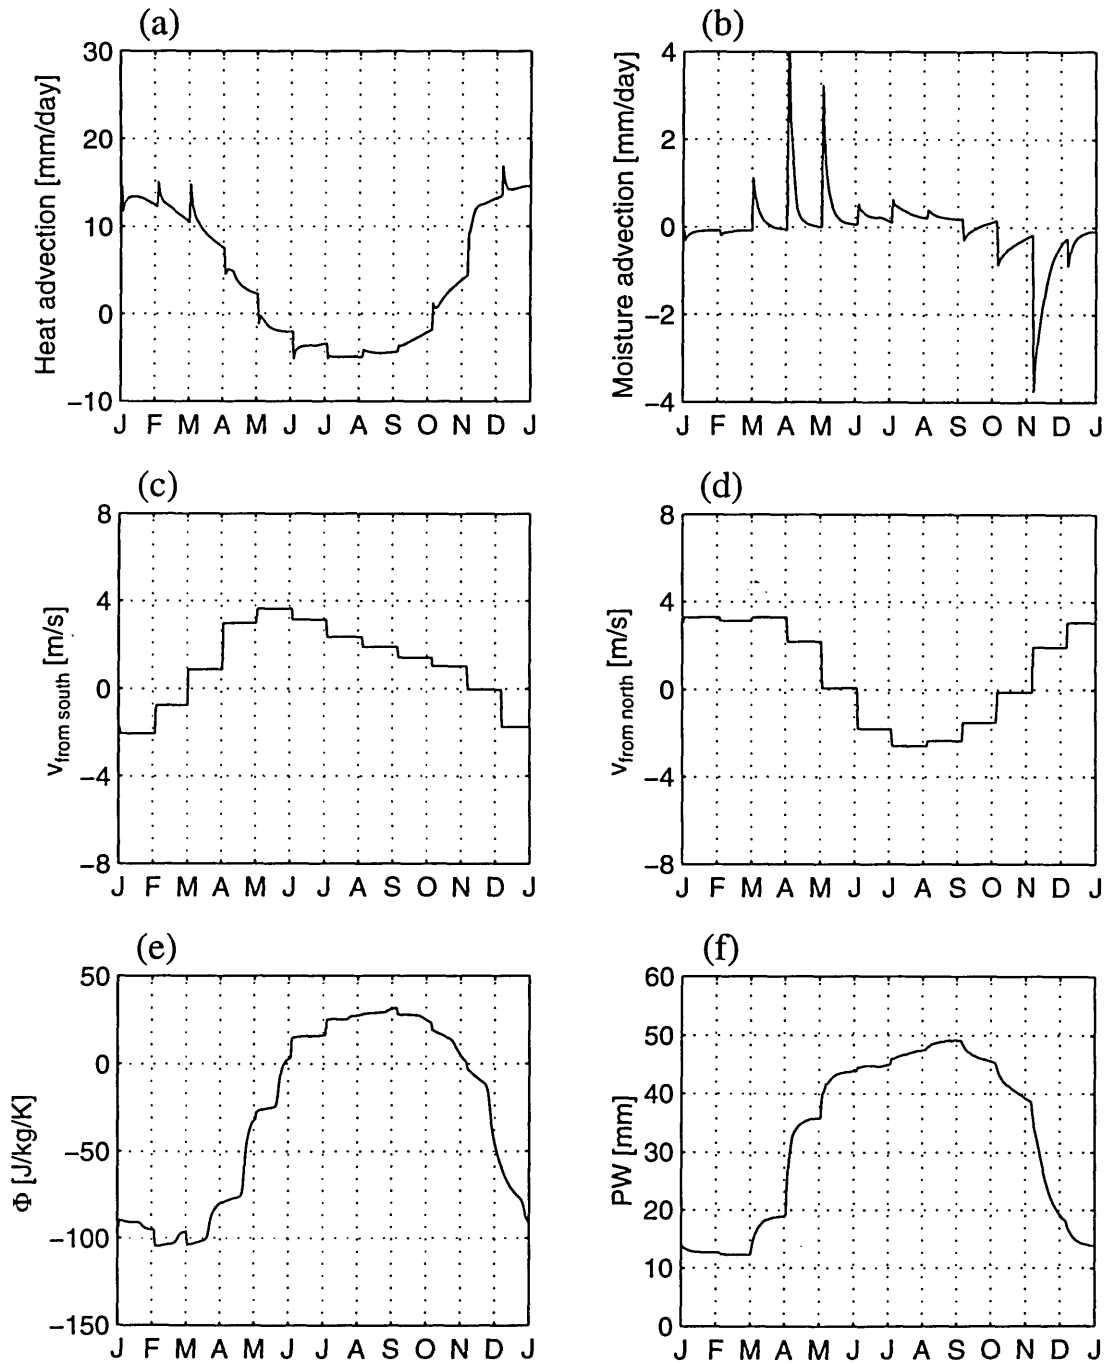 (a)
30
20
10
0
−10
Heat advection [mm/day]
J F M A M J J A S O N D J
(b)
4
2
0
−2
−4
Moisture advection [mm/day]
J F M A M J J A S O N D J
(c)
8
4
0
−4
−8
v from south [m/s]
J F M A M J J A S O N D J
(d)
8
4
0
−4
−8
v from north [m/s]
J F M A M J J A S O N D J
(e)
50
0
−50
−100
−150
Φ [J/kg/K]
J F M A M J J A S O N D J
(f)
60
50
40
30
20
10
0
PW [mm]
J F M A M J J A S O N D J